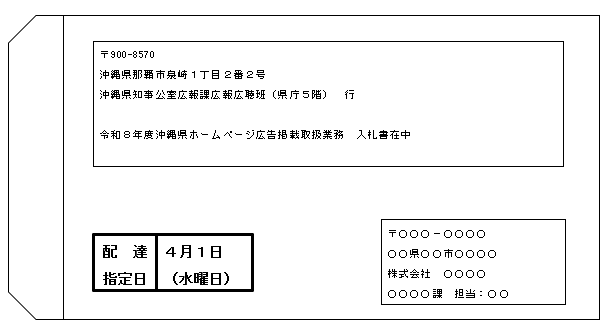 〒900-8570
沖縄県那覇市泉崎１丁目２番２号
沖縄県知事公室広報課広報広聴班（県庁５階）　行
令和８年度沖縄県ホームページ広告掲載取扱業務　入札書在中
配　達　４月１日
指定日　（水曜日）
〒○○○－○○○○
○○県○○市○○○○
株式会社　○○○○
○○○○課　担当：○○